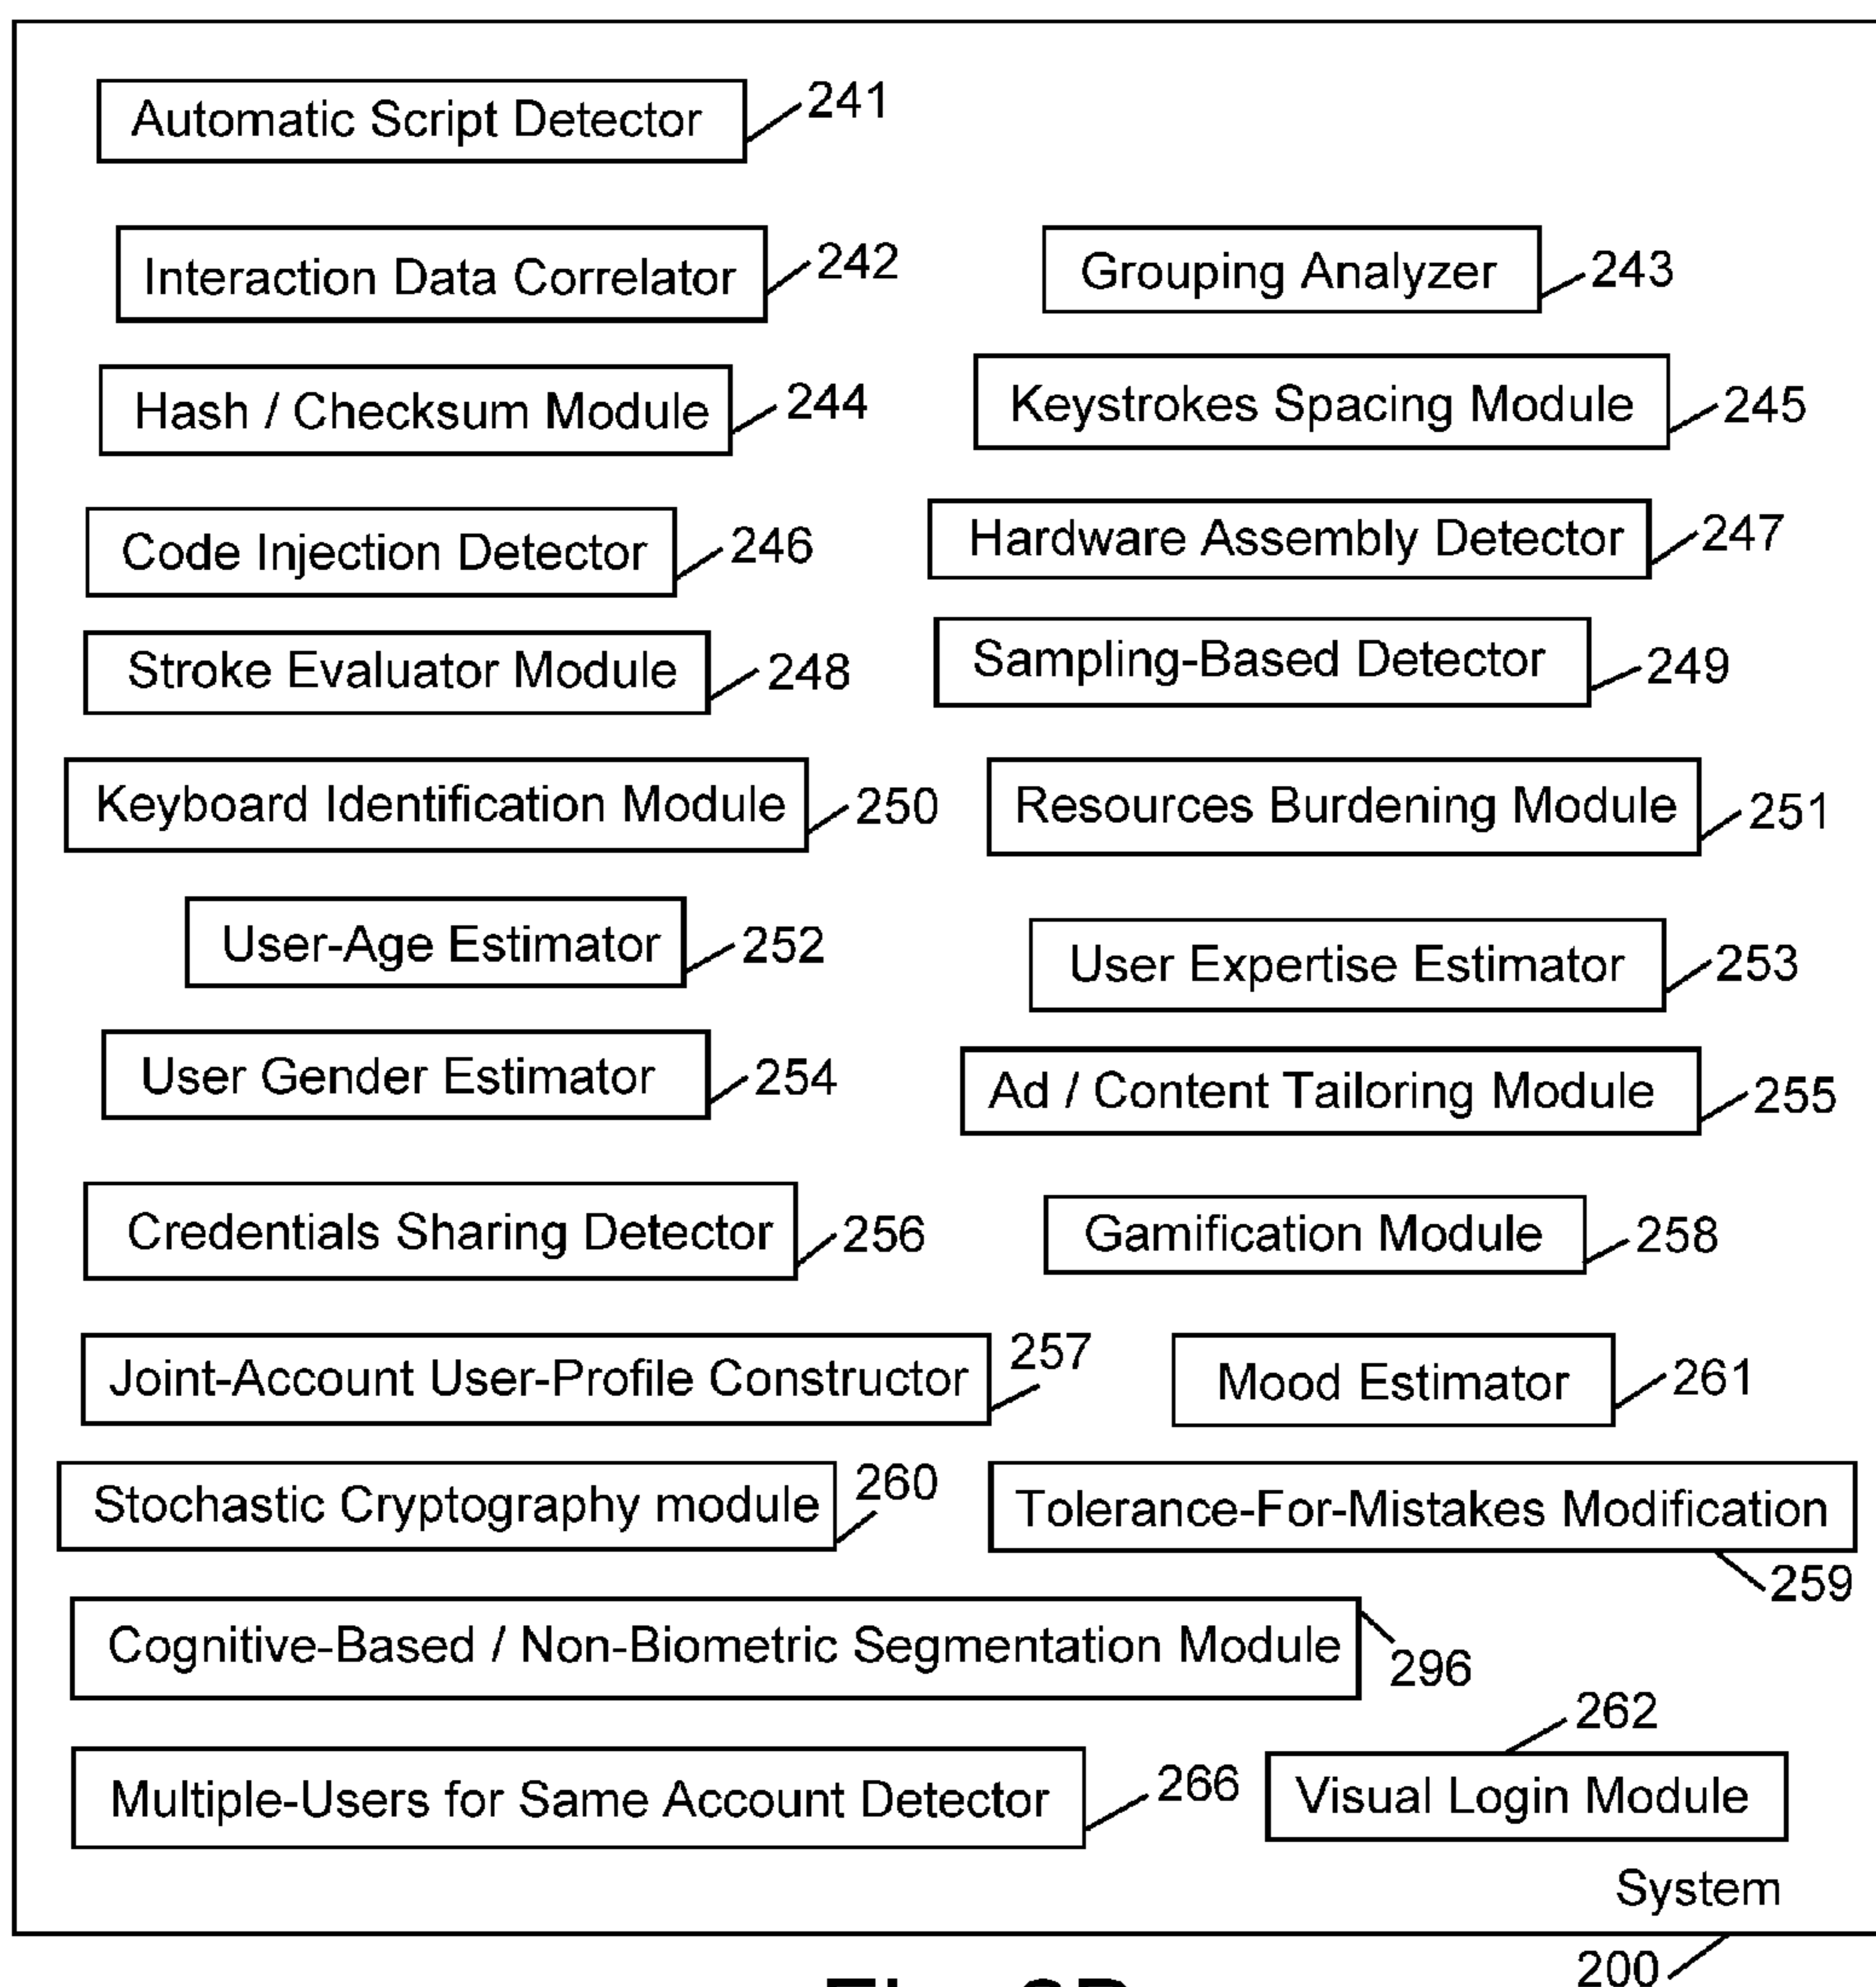 Automatic Script Detector 241
Interaction Data Correlator 242
Grouping Analyzer 243
Hash / Checksum Module 244
Keystrokes Spacing Module 245
Code Injection Detector 246
Hardware Assembly Detector 247
Stroke Evaluator Module 248
Sampling-Based Detector 249
Keyboard Identification Module 250
Resources Burdening Module 251
User-Age Estimator 252
User Expertise Estimator 253
User Gender Estimator 254
Ad / Content Tailoring Module 255
Credentials Sharing Detector 256
Gamification Module 258
Joint-Account User-Profile Constructor 257
Mood Estimator 261
Stochastic Cryptography module 260
Tolerance-For-Mistakes Modification
259
Cognitive-Based / Non-Biometric Segmentation Module
296
262
Multiple-Users for Same Account Detector 266
Visual Login Module
System
200